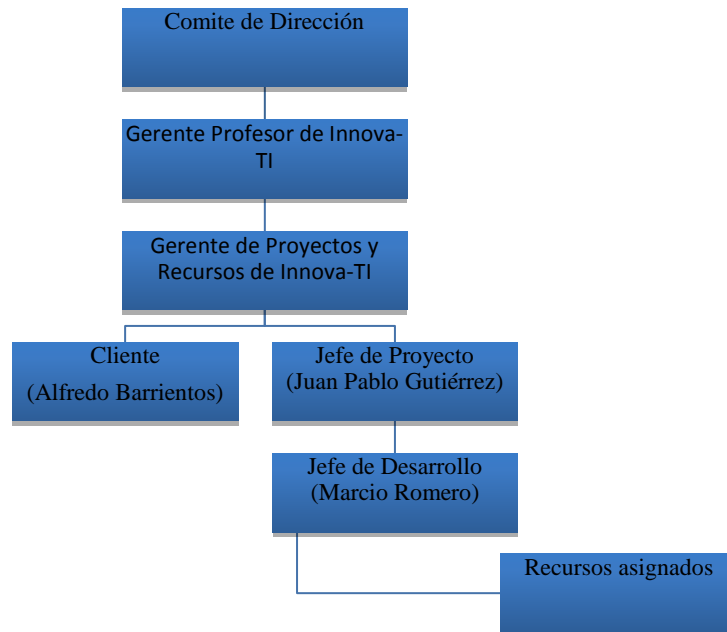 Comite de Dirección
Gerente Profesor de Innova-
TI
Gerente de Proyectos y
Recursos de Innova-TI
Cliente
(Alfredo Barrientos)
Jefe de Proyecto
(Juan Pablo Gutiérrez)
Jefe de Desarrollo
(Marcio Romero)
Recursos asignados